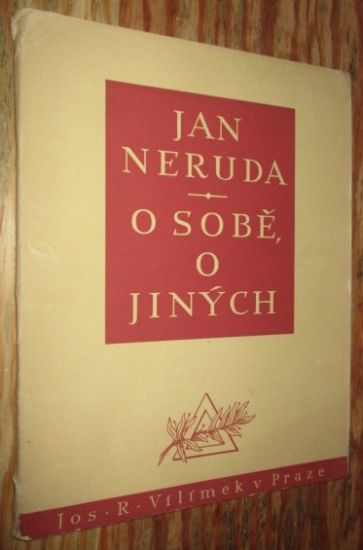 JAN
NERUDA
O SOBĚ,
O
JINÝCH
Jos · R · Vilímek v Praze